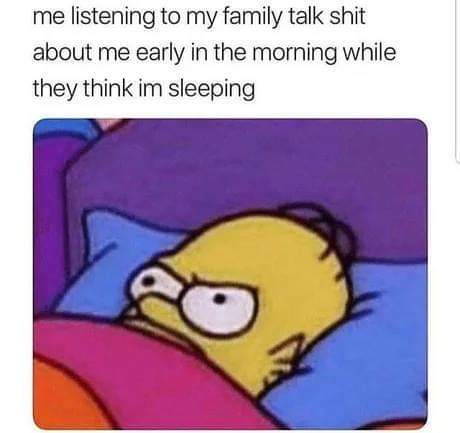 me listening to my family talk shit
about me early in the morning while
they think im sleeping